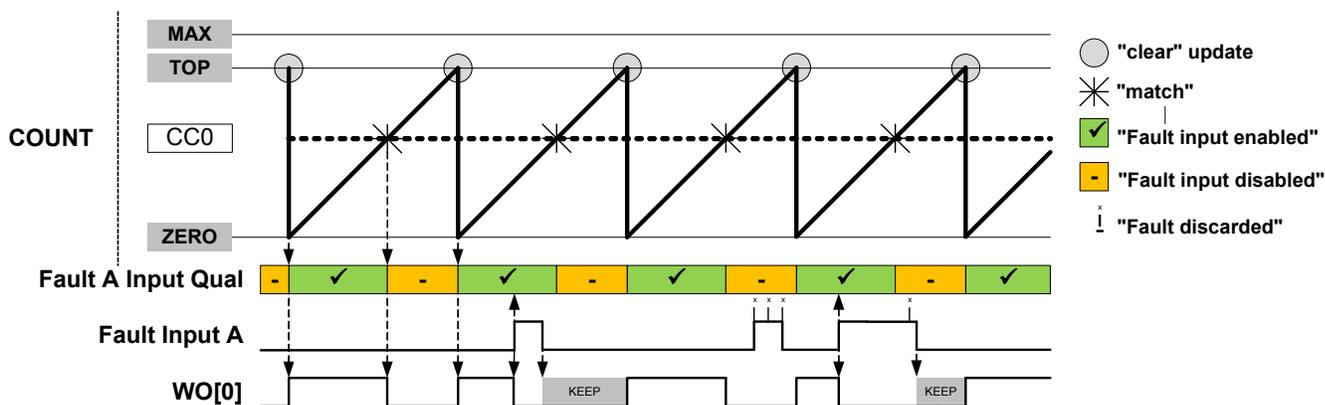 MAX
TOP
COUNT
CC0
ZERO
"clear" update
"match"
"Fault input enabled"
- "Fault input disabled"
x
"Fault discarded"
Fault A Input Qual - ✓ - ✓ - ✓ - ✓ - ✓
x x x x
Fault Input A
WO[0] KEEP KEEP